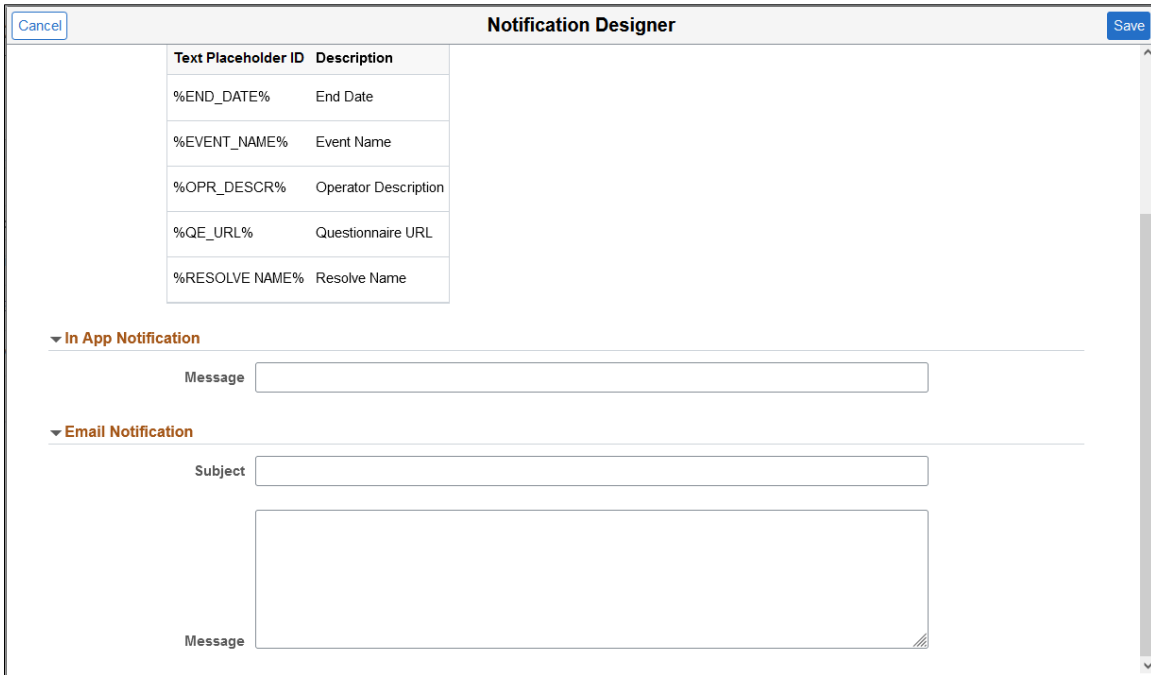 Cancel Notification Designer Save
Text Placeholder ID Description
%END_DATE% End Date
%EVENT_NAME% Event Name
%OPR_DESCR% Operator Description
%QE_URL% Questionnaire URL
%RESOLVE NAME% Resolve Name
In App Notification
Message
Email Notification
Subject
Message